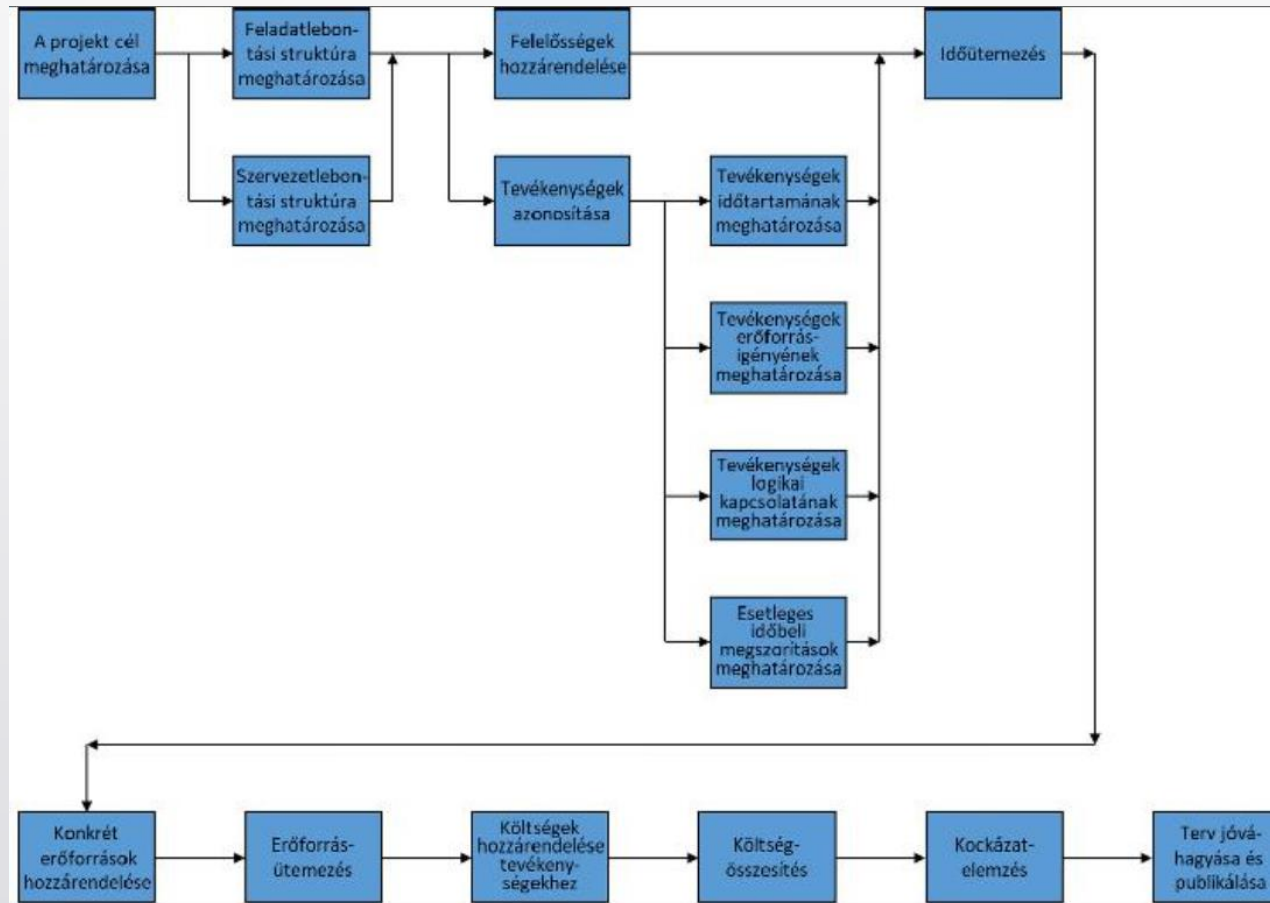 A projekt cél
meghatározása
Feladatlebon-
tási struktúra
meghatározása
Felelősségek
hozzárendelése
Időütemezés
Szervezetlebon-
tási struktúra
meghatározása
Tevékenységek
azonosítása
Tevékenységek
időtartamának
meghatározása
Tevékenységek
erőforrás-
igényének
meghatározása
Tevékenységek
logikai
kapcsolatának
meghatározása
Esetleges
időbeli
megszorítások
meghatározása
Konkrét
erőforrások
hozzárendelése
Erőforrás-
ütemezés
Költségek
hozzárendelése
tevékeny-
ségekhez
Költség-
összesítés
Kockázat-
elemzés
Terv jóvá-
hagyása és
publikálása